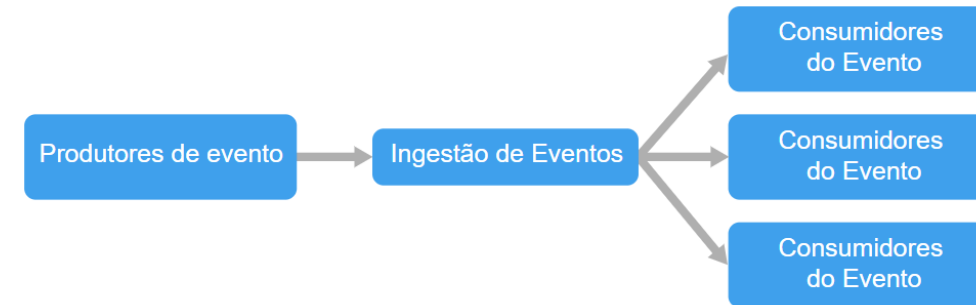 Consumidores
do Evento
Produtores de evento
Ingestão de Eventos
Consumidores
do Evento
Consumidores
do Evento